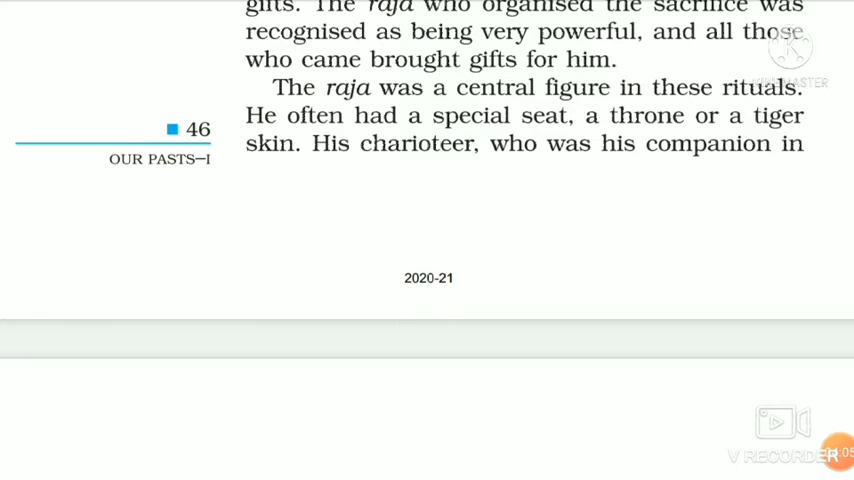 gifts. The raja who organised the sacrifice was
recognised as being very powerful, and all those
who came brought gifts for him.
The raja was a central figure in these rituals.
He often had a special seat, a throne or a tiger
skin. His charioteer, who was his companion in
46
OUR PASTS–I
2020-21
KINEMASTER
V RECORDER